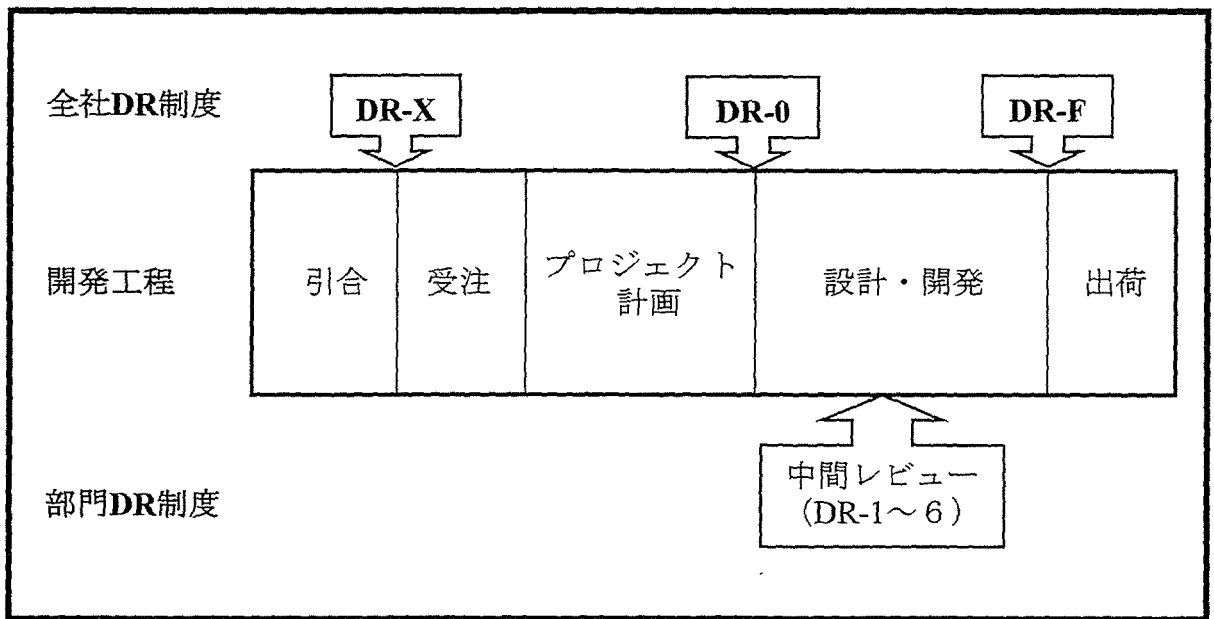 全社DR制度
DR-X
DR-0
DR-F
開発工程
引合
受注
プロジェクト
計画
設計・開発
出荷
部門DR制度
中間レビュー
（DR-1～６）